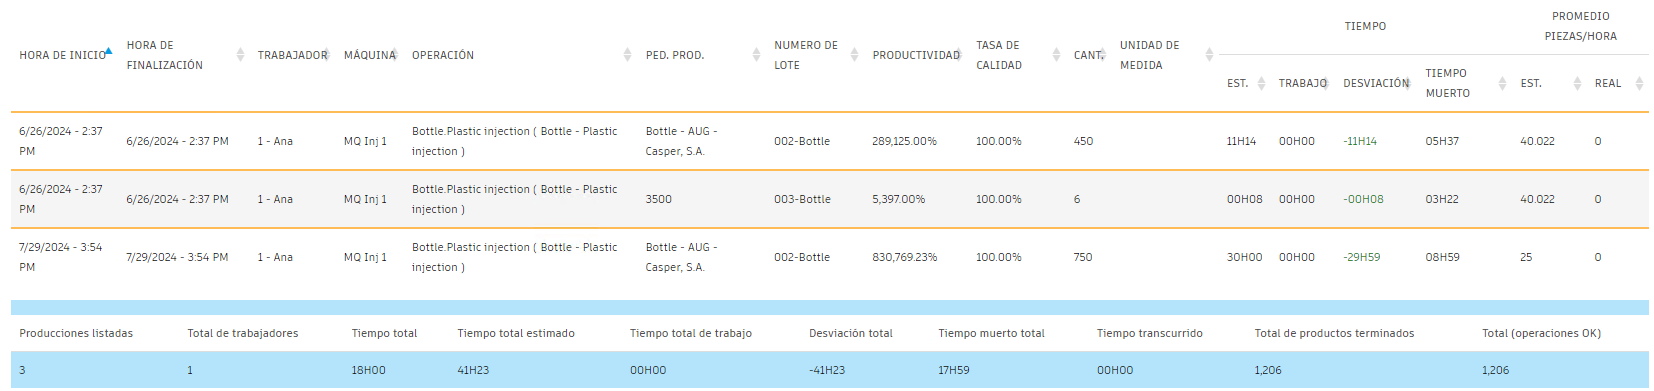 PROMEDIO
TIEMPO
PIEZAS/HORA
HORA DE INICIO
HORA DE
FINALIZACIÓN
TRABAJADOR
MÁQUINA
OPERACIÓN
PED. PROD.
NUMERO DE
LOTE
PRODUCTIVIDAD
TASA DE
CALIDAD
CANT.
UNIDAD DE
MEDIDA
EST.
TRABAJO
DESVIACIÓN
TIEMPO
MUERTO
EST.
REAL
6/26/2024 - 2:37
PM
6/26/2024 - 2:37 PM
1 - Ana
MQ Inj 1
Bottle.Plastic injection ( Bottle - Plastic
injection )
Bottle - AUG -
Casper, S.A.
002-Bottle
289,125.00%
100.00%
450
11H14
00H00
-11H14
05H37
40.022
0
6/26/2024 - 2:37
PM
6/26/2024 - 2:37 PM
1 - Ana
MQ Inj 1
Bottle.Plastic injection ( Bottle - Plastic
injection )
3500
003-Bottle
5,397.00%
100.00%
6
00H08
00H00
-00H08
03H22
40.022
0
7/29/2024 - 3:54
PM
7/29/2024 - 3:54 PM
1 - Ana
MQ Inj 1
Bottle.Plastic injection ( Bottle - Plastic
injection )
Bottle - AUG -
Casper, S.A.
002-Bottle
830,769.23%
100.00%
750
30H00
00H00
-29H59
08H59
25
0
Producciones listadas
Total de trabajadores
Tiempo total
Tiempo total estimado
Tiempo total de trabajo
Desviación total
Tiempo muerto total
Tiempo transcurrido
Total de productos terminados
Total (operaciones OK)
3
1
18H00
41H23
00H00
-41H23
17H59
00H00
1,206
1,206